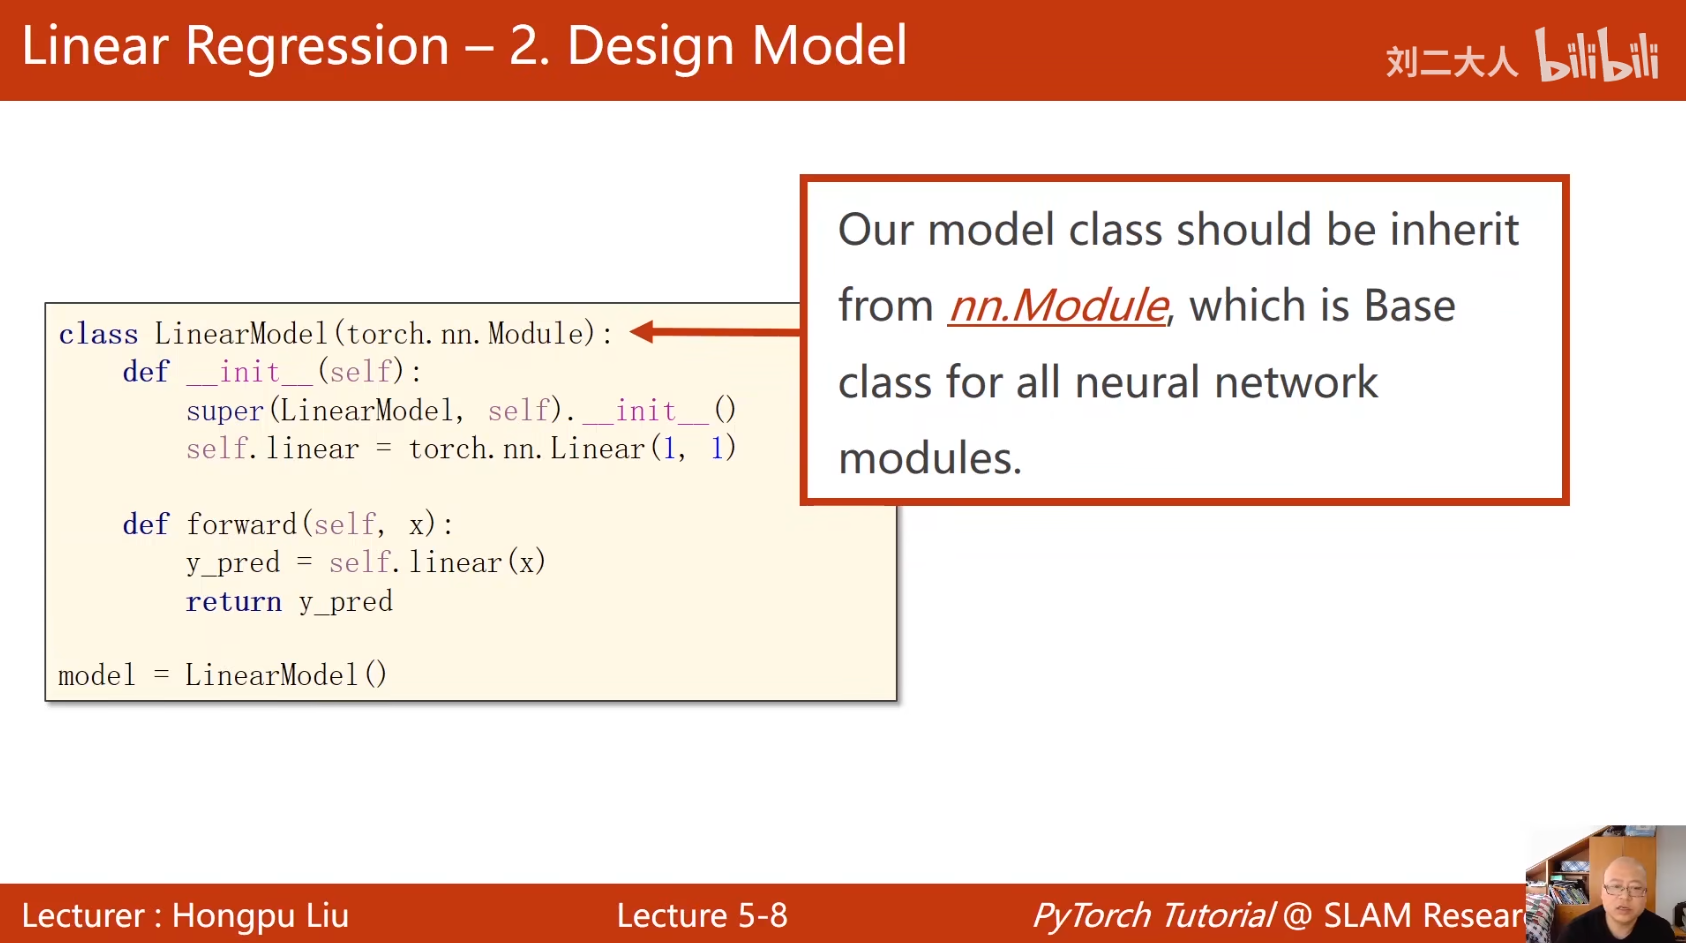 Linear Regression – 2. Design Model
刘二大人 bilibili
Our model class should be inherit
from nn.Module, which is Base
class for all neural network
modules.
class LinearModel(torch.nn.Module):
    def __init__(self):
        super(LinearModel, self).__init__()
        self.linear = torch.nn.Linear(1, 1)
    def forward(self, x):
        y_pred = self.linear(x)
        return y_pred
model = LinearModel()
Lecturer : Hongpu Liu
Lecture 5-8
PyTorch Tutorial @ SLAM